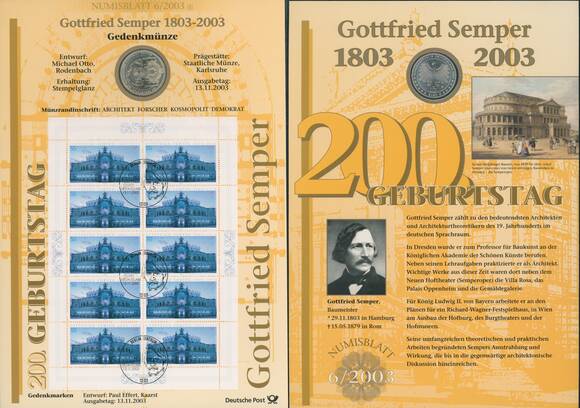 NUMISBLATT 6/2003
Gottfried Semper 1803-2003
Gedenkmünze
Entwurf:
Michael Otto,
Rodenbach
Erhaltung:
Stempelglanz
Prägestätte:
Staatliche Münze,
Karlsruhe
Ausgabetag:
13.11.2003
Münzrandinschrift: ARCHITEKT FORSCHER KOSMOPOLIT DEMOKRAT
200. GEBURTSTAG
Gottfried Semper
Gedenkmarken
Entwurf: Paul Effert, Kaarst
Ausgabetag: 13.11.2003
Deutsche Post
Gottfried Semper
1803 2003
200.
GEBURTSTAG
Gottfried Semper zählt zu den bedeutendsten Architekten
und Architekturtheoretikern des 19. Jahrhunderts im
deutschen Sprachraum.
In Dresden wurde er zum Professor für Baukunst an der
Königlichen Akademie der Schönen Künste berufen.
Neben seinen Lehraufgaben praktizierte er als Architekt.
Wichtige Werke aus dieser Zeit waren dort neben dem
Neuen Hoftheater (Semperoper) die Villa Rosa, das
Palais Oppenheim und die Gemäldegalerie.
Für König Ludwig II. von Bayern arbeitete er an den
Plänen für ein Richard-Wagner-Festspielhaus, in Wien
am Ausbau der Hofburg, des Burgtheaters und der
Hofmuseen.
Seine umfangreichen theoretischen und praktischen
Arbeiten begründeten Sempers Ausstrahlung und
Wirkung, die bis in die gegenwärtige architektonische
Diskussion hineinreichen.
Gottfried Semper,
Baumeister
* 29.11.1803 in Hamburg
† 15.05.1879 in Rom
NUMISBLATT
6/2003